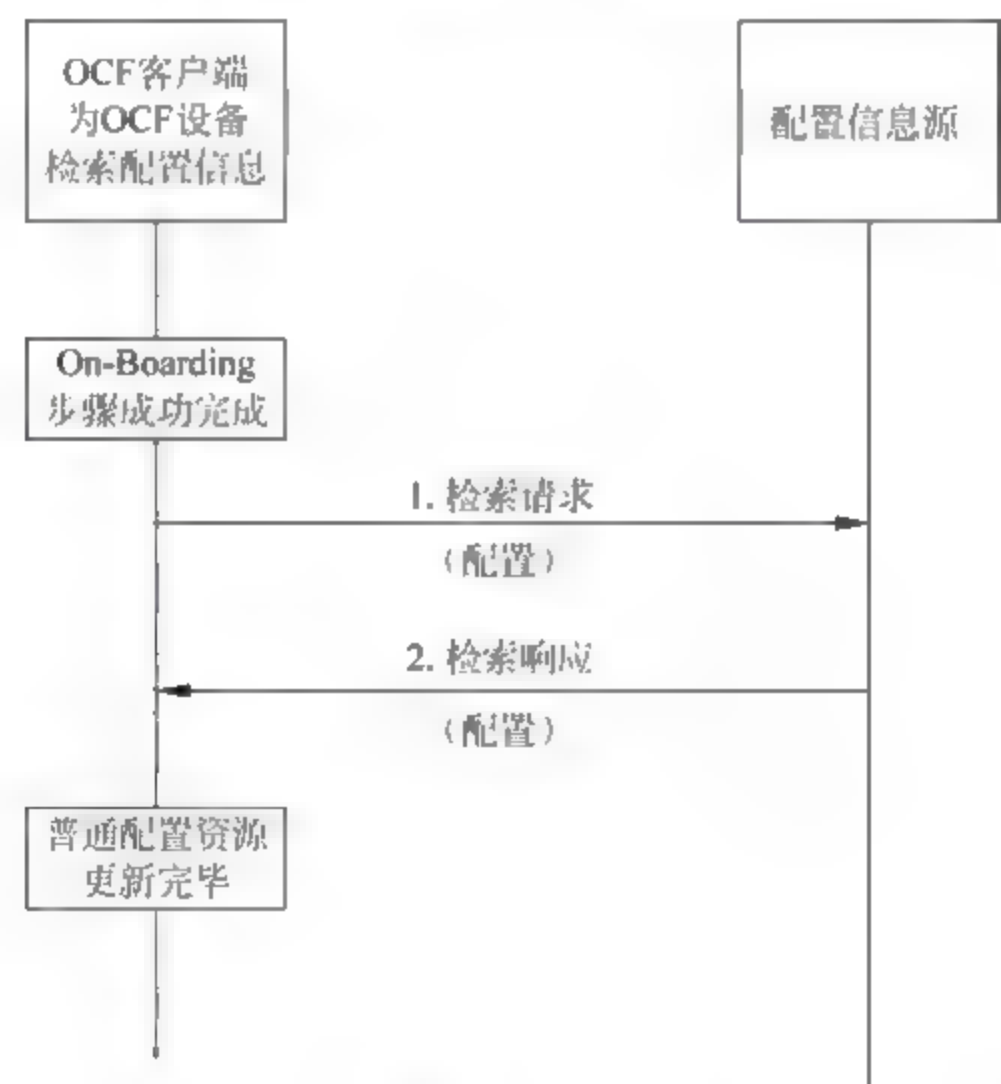 OCF客户端
为OCF设备
检索配置信息
配置信息源
On-Boarding
步骤成功完成
1. 检索请求
(配置)
2. 检索响应
(配置)
普通配置资源
更新完毕